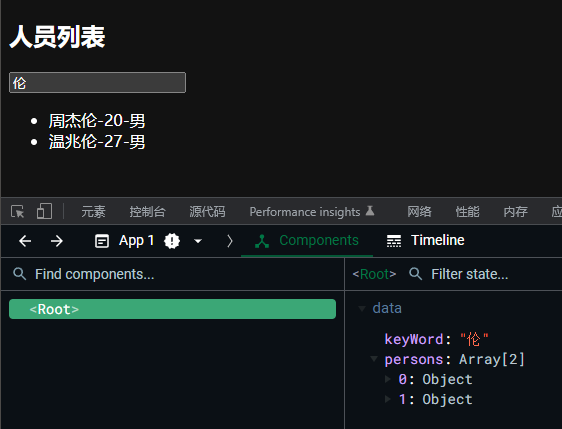 人员列表
伦
周杰伦-20-男
温兆伦-27-男
元素 控制台 源代码 Performance insights 网络 性能 内存
App 1 Components Timeline
Find components... <Root> Filter state...
<Root>
data
keyWord: "伦"
persons: Array[2]
0: Object
1: Object